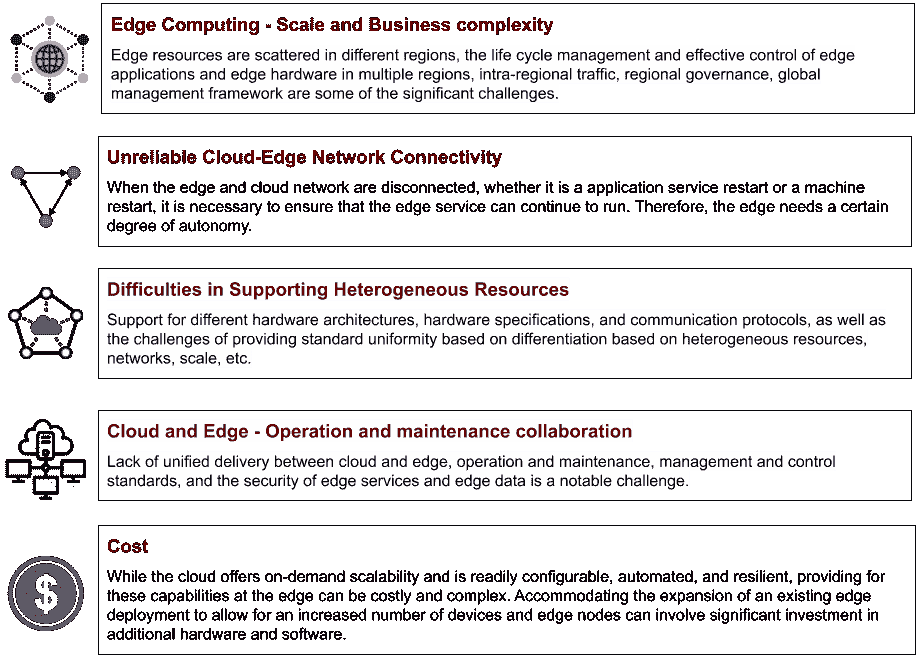 Edge Computing - Scale and Business complexity
Edge resources are scattered in different regions, the life cycle management and effective control of edge
applications and edge hardware in multiple regions, intra-regional traffic, regional governance, global
management framework are some of the significant challenges.
Unreliable Cloud-Edge Network Connectivity
When the edge and cloud network are disconnected, whether it is a application service restart or a machine
restart, it is necessary to ensure that the edge service can continue to run. Therefore, the edge needs a certain
degree of autonomy.
Difficulties in Supporting Heterogeneous Resources
Support for different hardware architectures, hardware specifications, and communication protocols, as well as
the challenges of providing standard uniformity based on differentiation based on heterogeneous resources,
networks, scale, etc.
Cloud and Edge - Operation and maintenance collaboration
Lack of unified delivery between cloud and edge, operation and maintenance, management and control
standards, and the security of edge services and edge data is a notable challenge.
$
Cost
While the cloud offers on-demand scalability and is readily configurable, automated, and resilient, providing for
these capabilities at the edge can be costly and complex. Accommodating the expansion of an existing edge
deployment to allow for an increased number of devices and edge nodes can involve significant investment in
additional hardware and software.